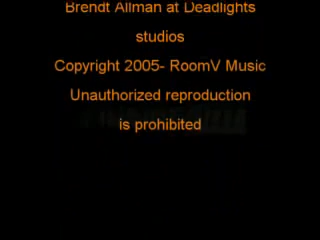 Brendt Allman at Deadlights
studios
Copyright 2005- RoomV Music
Unauthorized reproduction
is prohibited